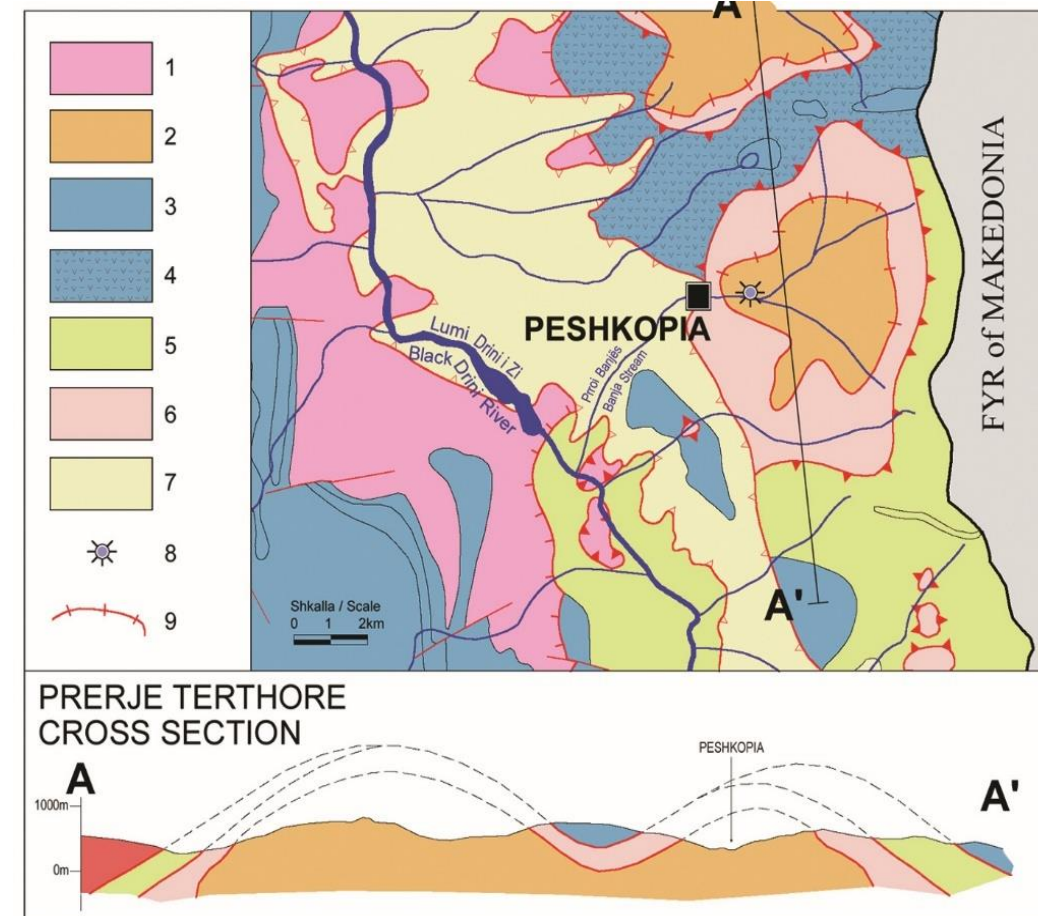 1
2
3
4
5
6
7
8
9
A
FYR of MAKEDONIA
PESHKOPIA
Lumi Drini i Zi
Black Drini River
Prroi Banjës
Banja Stream
A'
Shkalla / Scale
0 1 2km
PRERJE TERTHORE
CROSS SECTION
PESHKOPIA
A
A'
1000m
0m